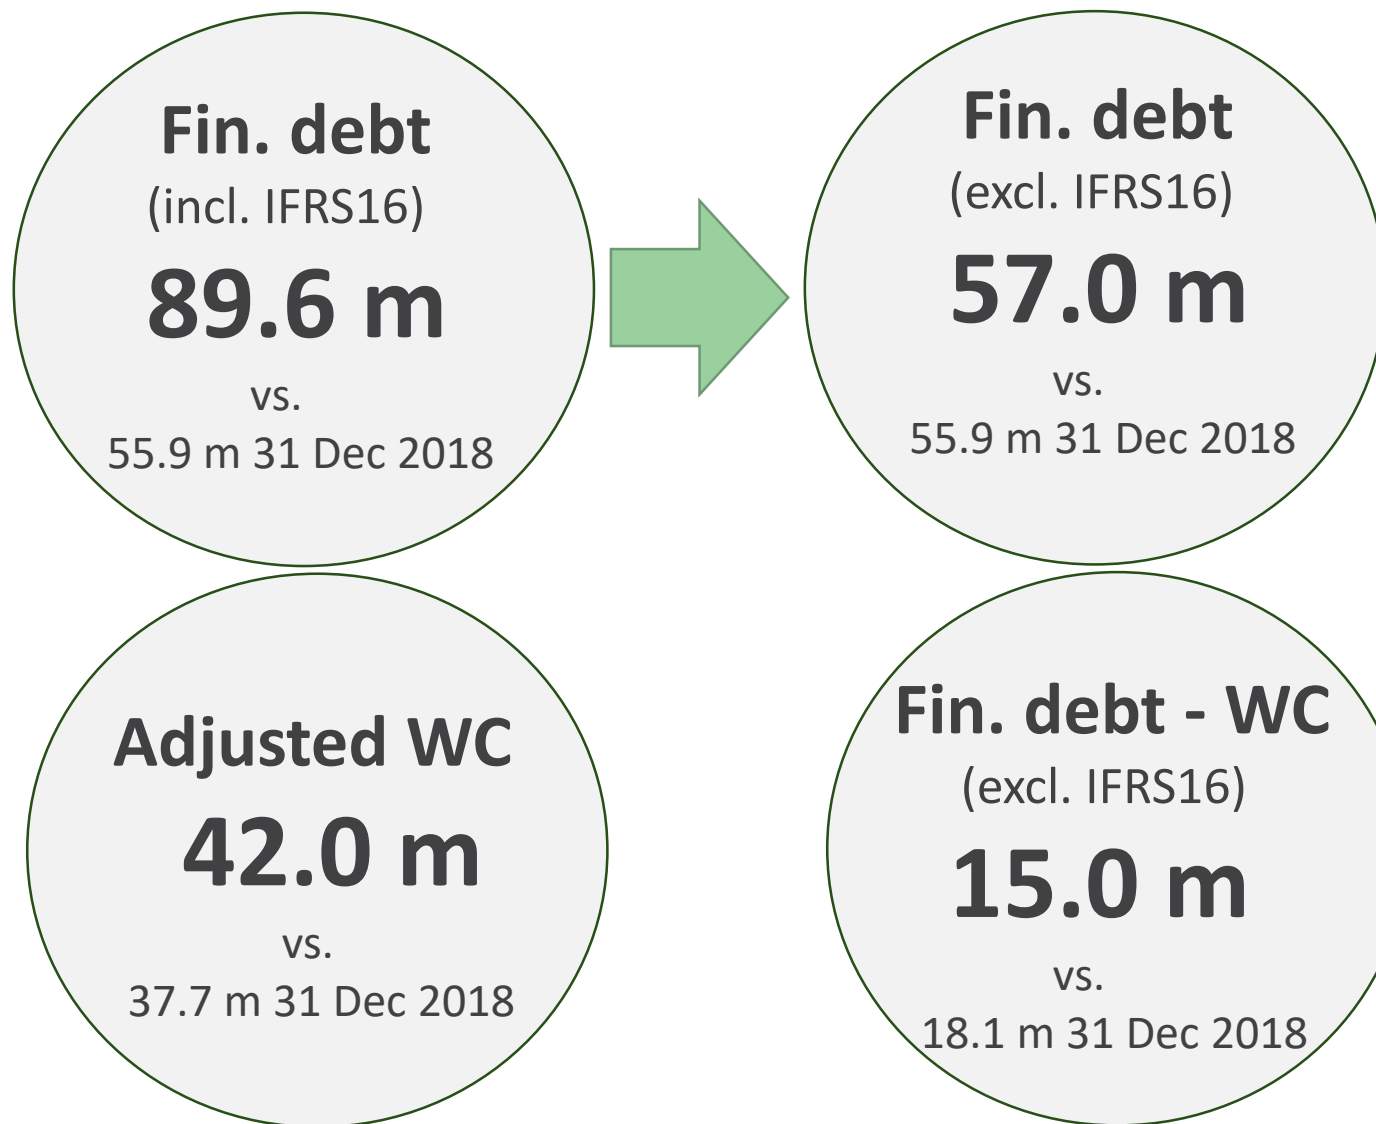 Fin. debt
(incl. IFRS16)
89.6 m
vs.
55.9 m 31 Dec 2018
Fin. debt
(excl. IFRS16)
57.0 m
vs.
55.9 m 31 Dec 2018
Adjusted WC
42.0 m
vs.
37.7 m 31 Dec 2018
Fin. debt - WC
(excl. IFRS16)
15.0 m
vs.
18.1 m 31 Dec 2018